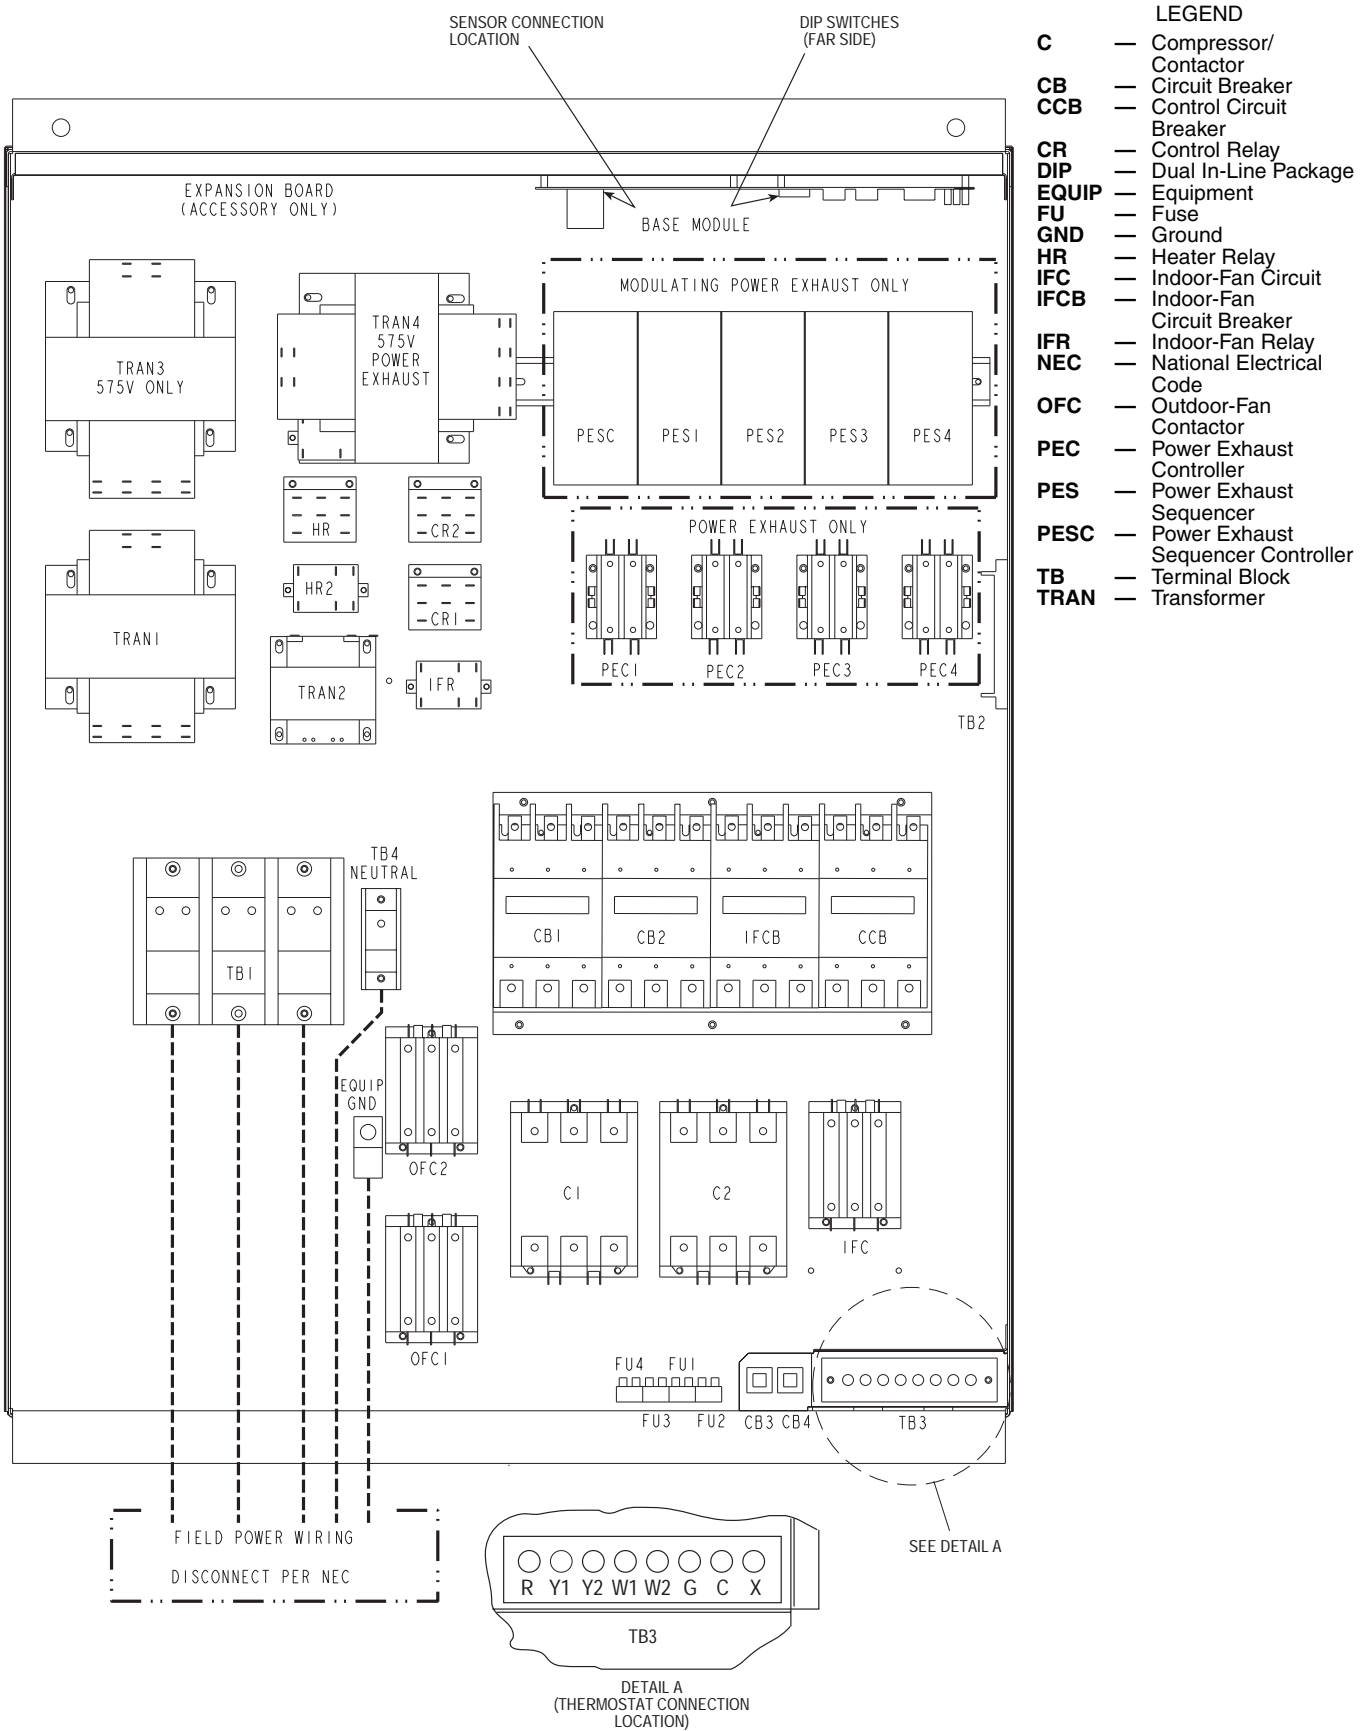 SENSOR CONNECTION
LOCATION
DIP SWITCHES
(FAR SIDE)
LEGEND
C — Compressor/
Contactor
CB — Circuit Breaker
CCB — Control Circuit
Breaker
CR — Control Relay
DIP — Dual In-Line Package
EQUIP — Equipment
FU — Fuse
GND — Ground
HR — Heater Relay
IFC — Indoor-Fan Circuit
IFCB — Indoor-Fan
Circuit Breaker
IFR — Indoor-Fan Relay
NEC — National Electrical
Code
OFC — Outdoor-Fan
Contactor
PEC — Power Exhaust
Controller
PES — Power Exhaust
Sequencer
PESC — Power Exhaust
Sequencer Controller
TB — Terminal Block
TRAN — Transformer
EXPANSION BOARD
(ACCESSORY ONLY)
BASE MODULE
MODULATING POWER EXHAUST ONLY
TRAN3
575V ONLY
TRAN4
575V
POWER
EXHAUST
PESC PES1 PES2 PES3 PES4
HR
CR2
POWER EXHAUST ONLY
HR2
CR1
TRAN1
TRAN2
IFR
PEC1 PEC2 PEC3 PEC4
TB2
TB4
NEUTRAL
CB1 CB2 IFCB CCB
TB1
EQUIP
GND
OFC2
C1 C2
IFC
OFC1
FU4 FU1
FU3 FU2
CB3 CB4
TB3
FIELD POWER WIRING
DISCONNECT PER NEC
SEE DETAIL A
R Y1 Y2 W1 W2 G C X
TB3
DETAIL A
(THERMOSTAT CONNECTION
LOCATION)